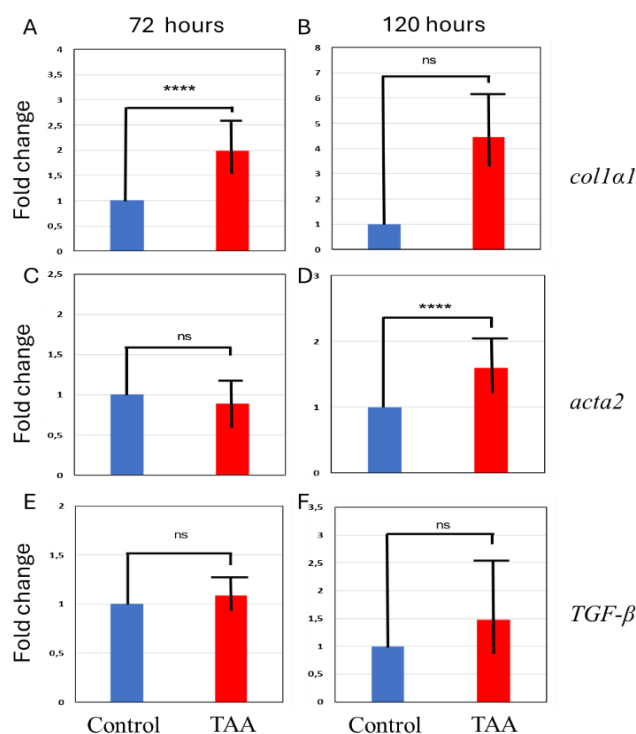 72 hours
120 hours
A
Fold change
4
3,5
3
2,5
2
1,5
1
0,5
0
****
B
8
7
6
5
4
3
2
1
0
ns
col1α1
C
Fold change
2,5
2
1,5
1
0,5
0
ns
D
3
2
1
0
****
acta2
E
Fold change
2
1,5
1
0,5
0
ns
Control
TAA
F
3,5
3
2,5
2
1,5
1
0,5
0
ns
Control
TAA
TGF-β